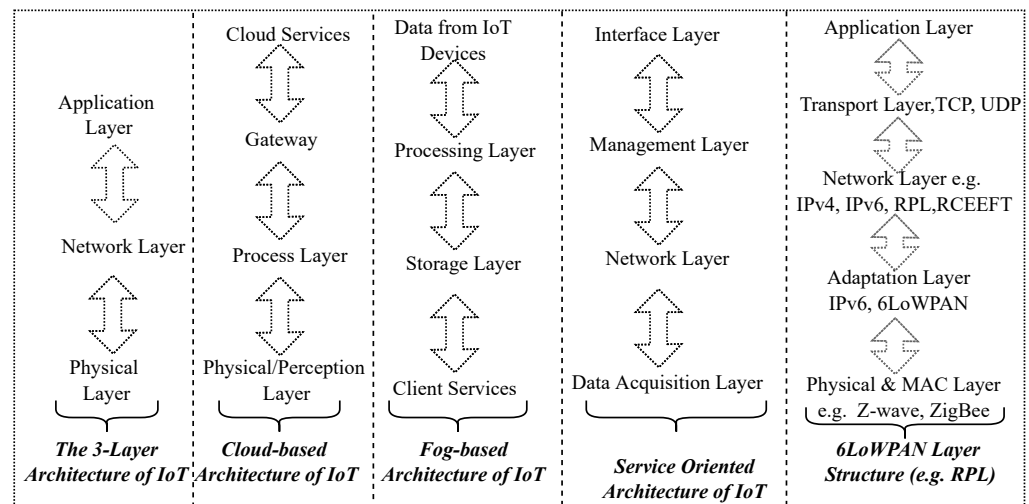 Application
Layer
Network Layer
Physical
Layer
The 3-Layer
Architecture of IoT
Cloud Services
Gateway
Process Layer
Physical/Perception
Layer
Cloud-based
Architecture of IoT
Data from IoT
Devices
Processing Layer
Storage Layer
Client Services
Fog-based
Architecture of IoT
Interface Layer
Management Layer
Network Layer
Data Acquisition Layer
Service Oriented
Architecture of IoT
Application Layer
Transport Layer,TCP, UDP
Network Layer e.g.
IPv4, IPv6, RPL,RCEEFT
Adaptation Layer
IPv6, 6LoWPAN
Physical & MAC Layer
e.g. Z-wave, ZigBee
6LoWPAN Layer
Structure (e.g. RPL)